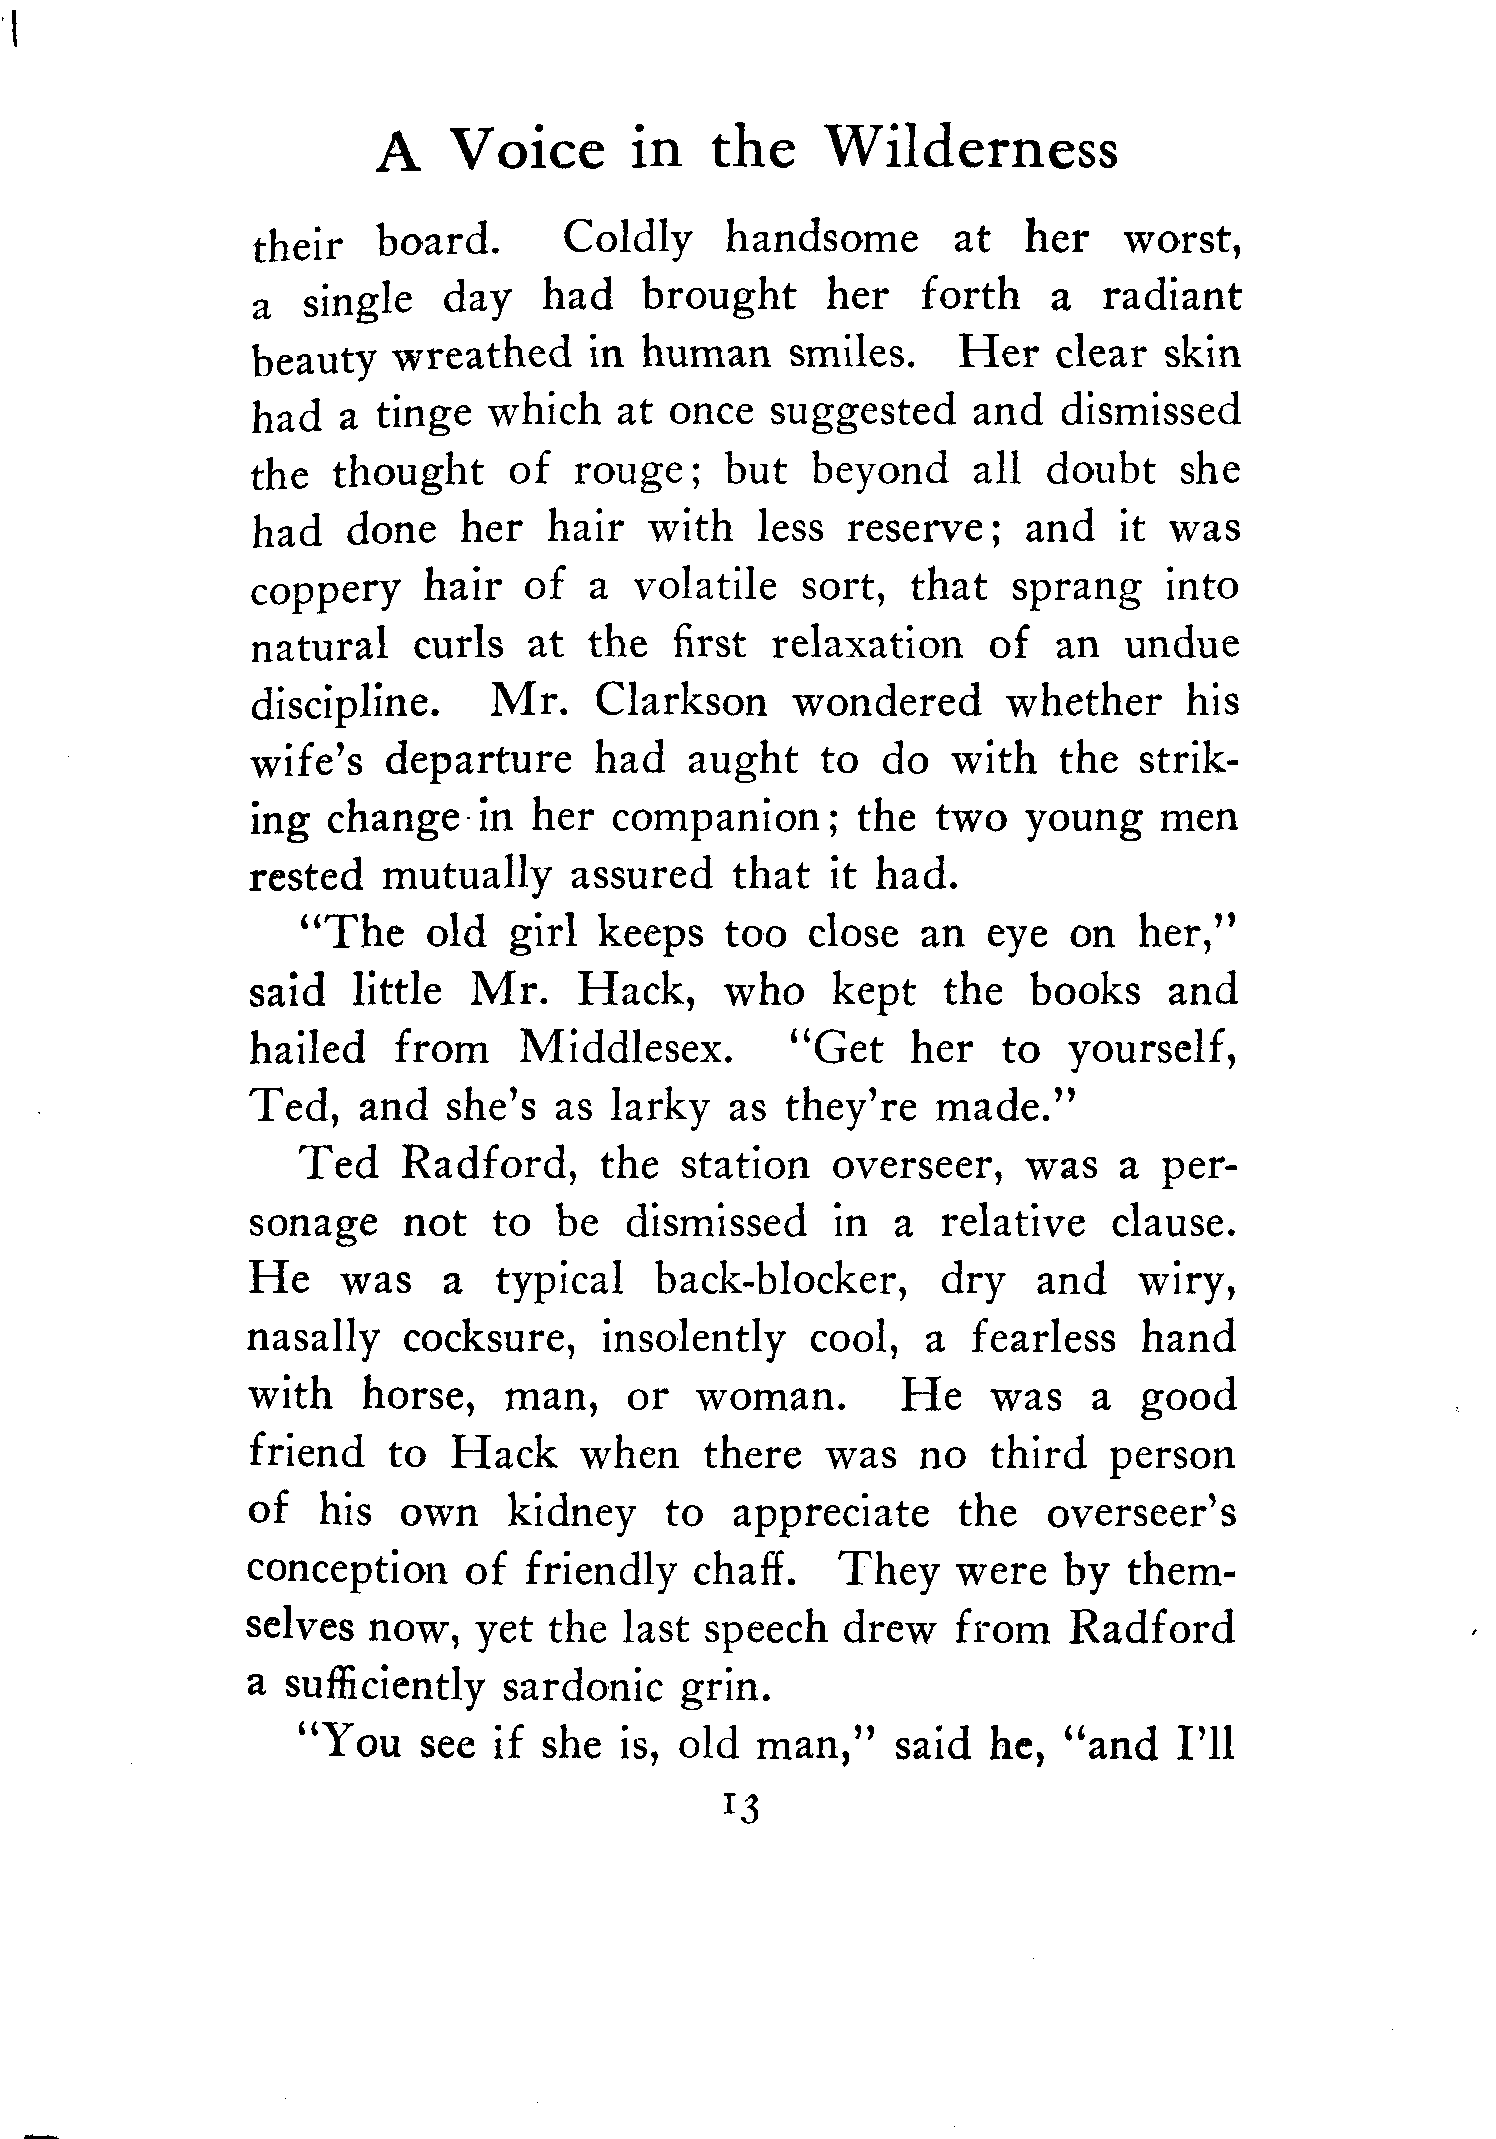 A Voice in the Wilderness
their board. Coldly handsome at her worst,
a single day had brought her forth a radiant
beauty wreathed in human smiles. Her clear skin
had a tinge which at once suggested and dismissed
the thought of rouge; but beyond all doubt she
had done her hair with less reserve; and it was
coppery hair of a volatile sort, that sprang into
natural curls at the first relaxation of an undue
discipline. Mr. Clarkson wondered whether his
wife's departure had aught to do with the strik-
ing change in her companion; the two young men
rested mutually assured that it had.
"The old girl keeps too close an eye on her,"
said little Mr. Hack, who kept the books and
hailed from Middlesex. "Get her to yourself,
Ted, and she's as larky as they're made."
Ted Radford, the station overseer, was a per-
sonage not to be dismissed in a relative clause.
He was a typical back-blocker, dry and wiry,
nasally cocksure, insolently cool, a fearless hand
with horse, man, or woman. He was a good
friend to Hack when there was no third person
of his own kidney to appreciate the overseer's
conception of friendly chaff. They were by them-
selves now, yet the last speech drew from Radford
a sufficiently sardonic grin.
"You see if she is, old man," said he, "and I'll
13